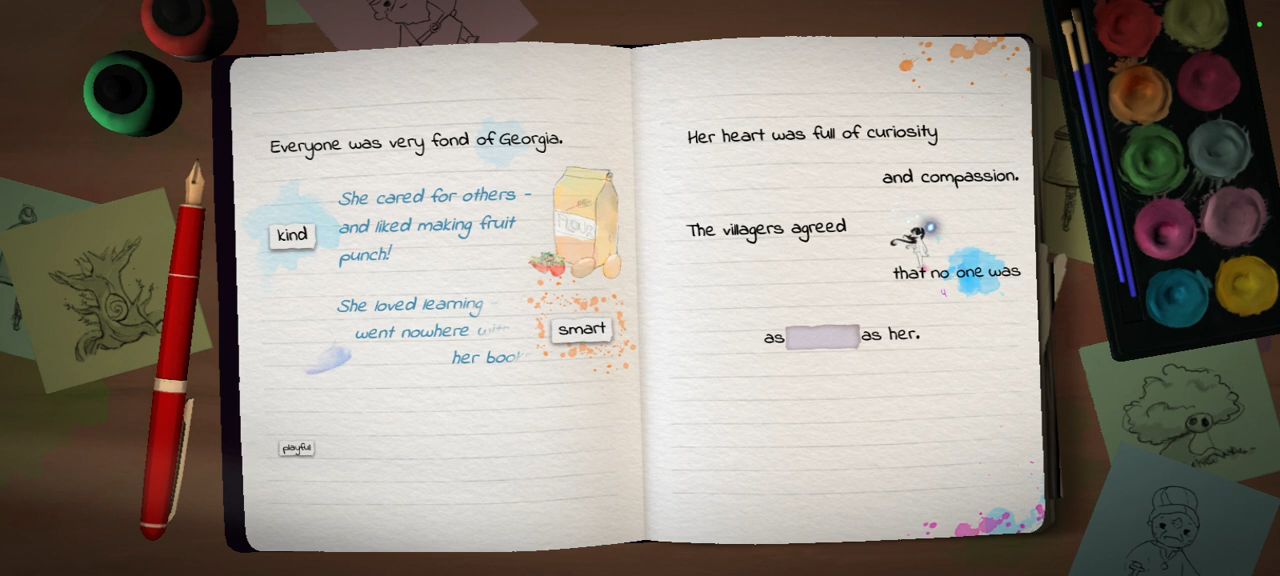 Everyone was very fond of Georgia.
She cared for others -
kind
and liked making fruit
punch!
FLOUR
She loved learning -
went nowhere with
smart
her book
playful
Her heart was full of curiosity
and compassion.
The villagers agreed
that no one was
as
as her.